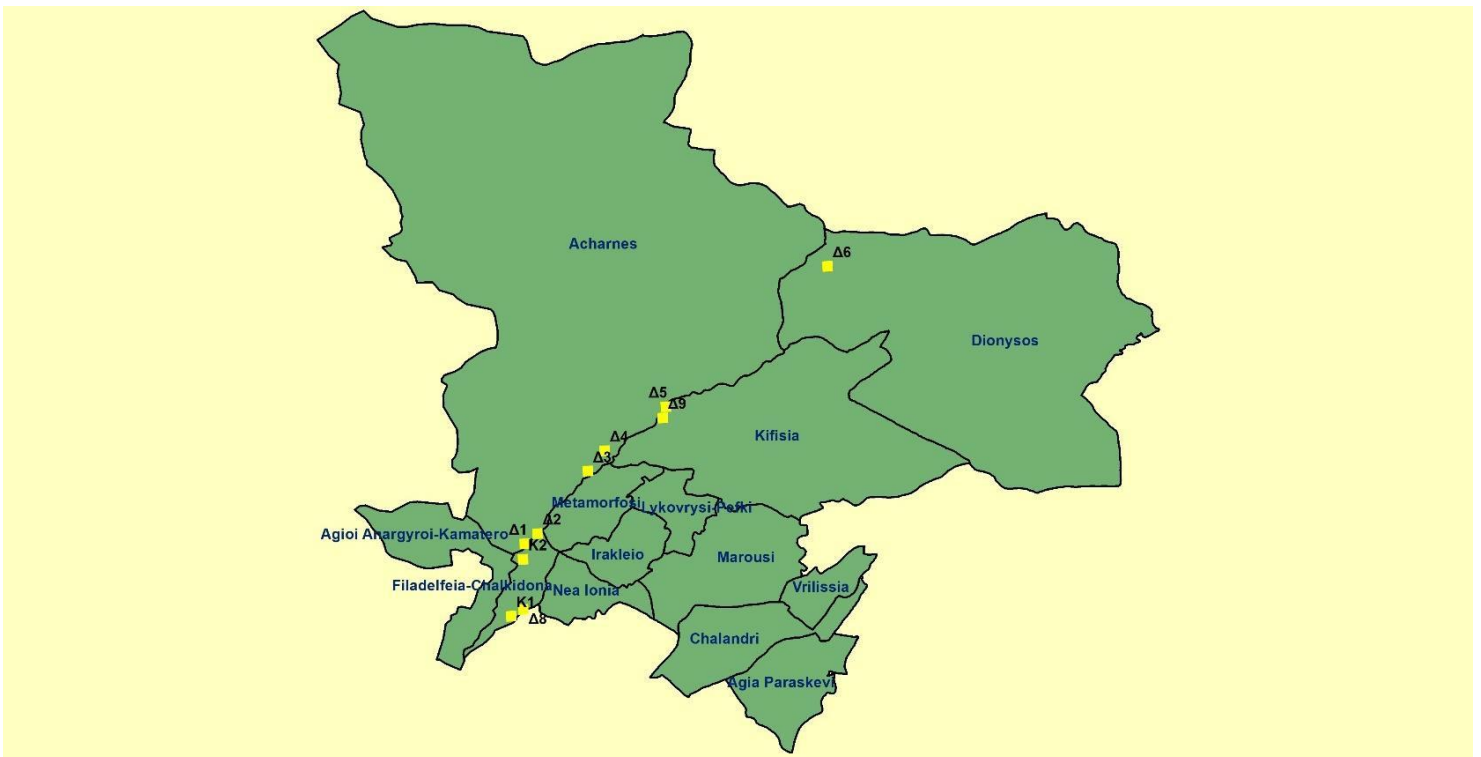 Acharnes
Δ6
Dionysos
Δ5
Δ9
Kifisia
Δ4
Δ3
Metamorfosi
Lykovrysi-Pefki
Δ2
Δ1
Agioi Anargyroi-Kamatero
K2
Irakleio
Marousi
Filadelfeia-Chalkidona
Nea Ionia
Vrilissia
K1
Δ8
Chalandri
Agia Paraskevi